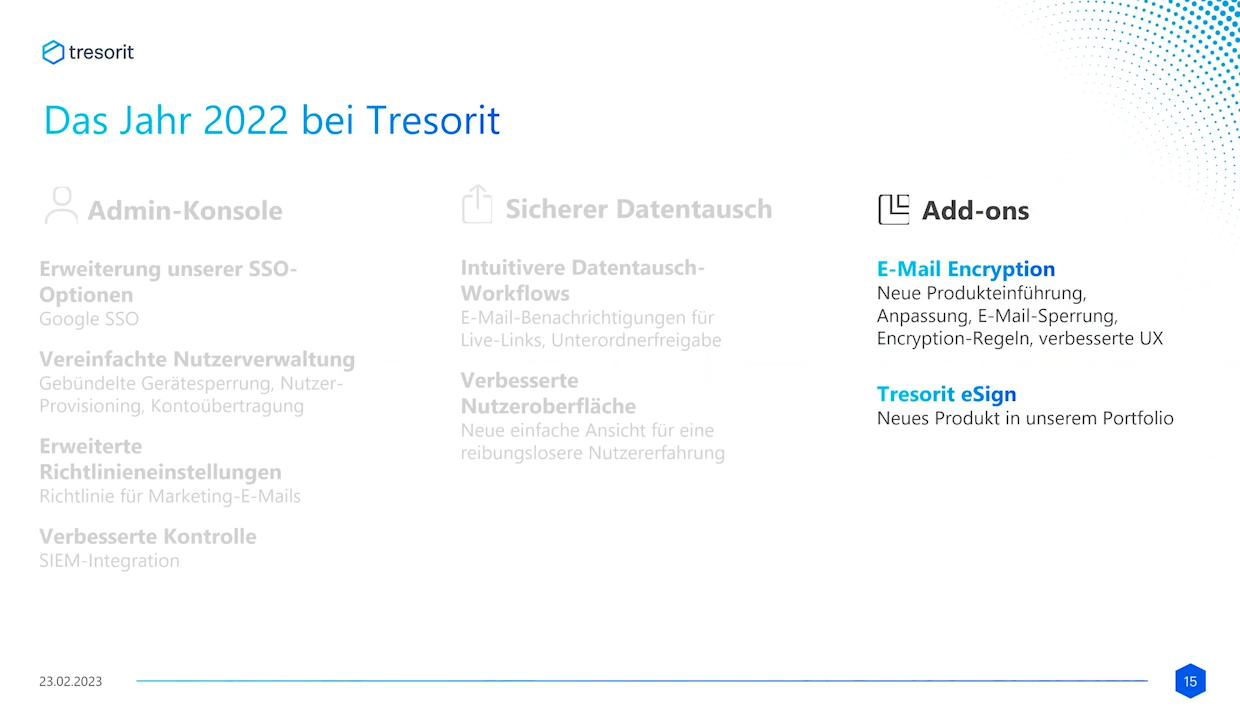 tresorit
Das Jahr 2022 bei Tresorit
Admin-Konsole
Erweiterung unserer SSO-
Optionen
Google SSO
Vereinfachte Nutzerverwaltung
Gebündelte Gerätesperrung, Nutzer-
Provisioning, Kontoübertragung
Erweiterte
Richtlinieneinstellungen
Richtlinie für Marketing-E-Mails
Verbesserte Kontrolle
SIEM-Integration
Sicherer Datentausch
Intuitivere Datentausch-
Workflows
E-Mail-Benachrichtigungen für
Live-Links, Unterordnerfreigabe
Verbesserte
Nutzeroberfläche
Neue einfache Ansicht für eine
reibungslosere Nutzererfahrung
Add-ons
E-Mail Encryption
Neue Produkteinführung,
Anpassung, E-Mail-Sperrung,
Encryption-Regeln, verbesserte UX
Tresorit eSign
Neues Produkt in unserem Portfolio
23.02.2023
15